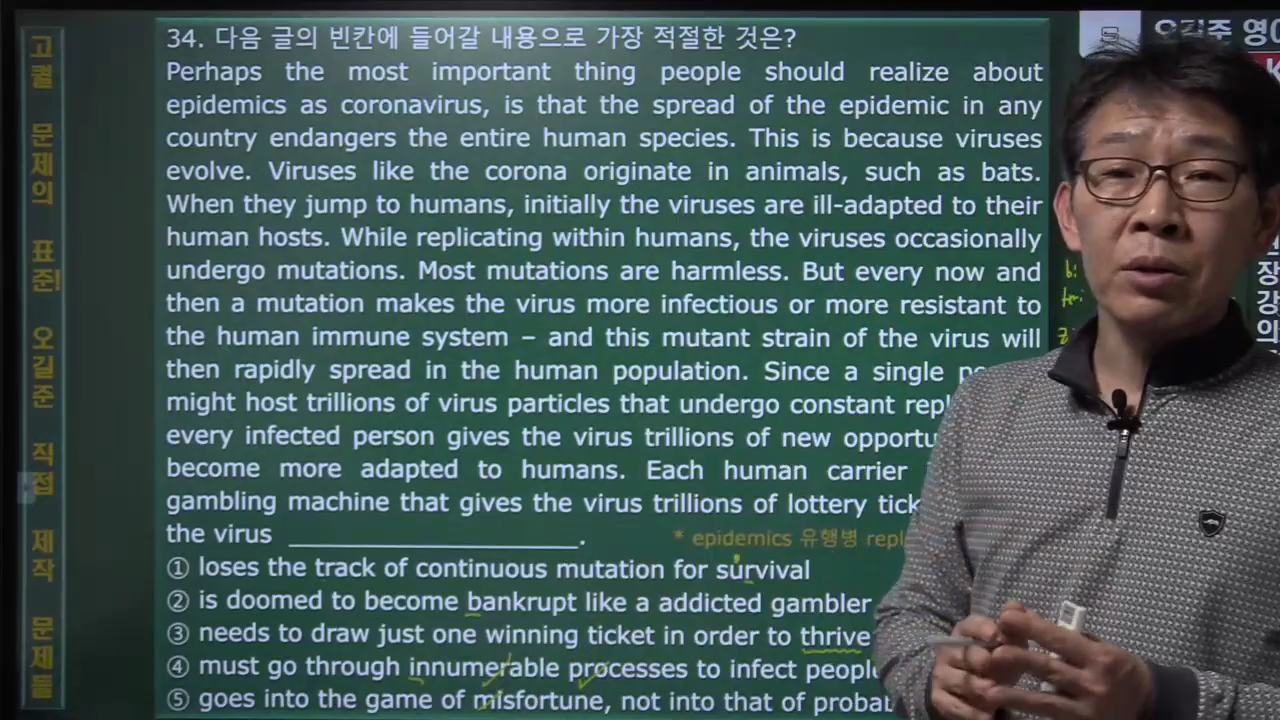 34. 다음 글의 빈칸에 들어갈 내용으로 가장 적절한 것은?
Perhaps the most important thing people should realize about
epidemics as coronavirus, is that the spread of the epidemic in any
country endangers the entire human species. This is because viruses
evolve. Viruses like the corona originate in animals, such as bats.
When they jump to humans, initially the viruses are ill-adapted to their
human hosts. While replicating within humans, the viruses occasionally
undergo mutations. Most mutations are harmless. But every now and
then a mutation makes the virus more infectious or more resistant to
the human immune system – and this mutant strain of the virus will
then rapidly spread in the human population. Since a single
might host trillions of virus particles that undergo constant
every infected person gives the virus trillions of new
become more adapted to humans. Each human carrier
gambling machine that gives the virus trillions of lottery
the virus ____________________.
* epidemics 유행병
① loses the track of continuous mutation for survival
② is doomed to become bankrupt like a addicted gambler
③ needs to draw just one winning ticket in order to thrive
④ must go through innumerable processes to infect
⑤ goes into the game of misfortune, not into that of
고퀄 문제의 표준! 오길준 직접 제작 문제들
오길준